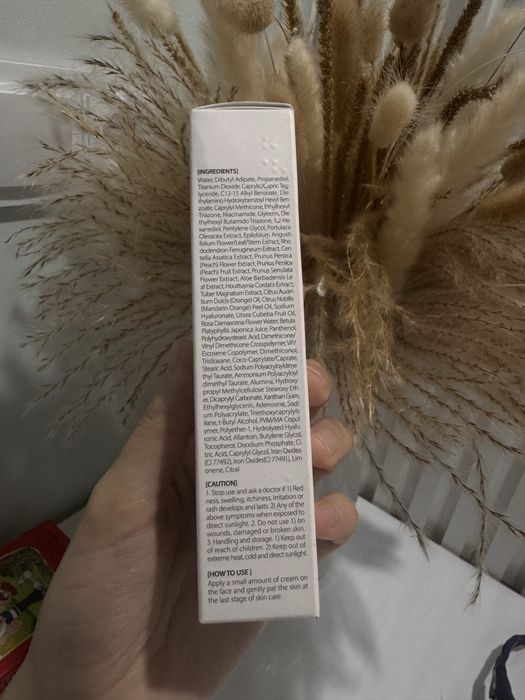 [INGREDIENTS]
Water, Dibutyl Adipate, Propanediol,
Titanium Dioxide, Caprylic/Capric Trig
lyceride, C12-15 Alkyl Benzoate, Die
thylamino Hydroxybenzoyl Hexyl Ben
zoate, Caprylyl Methicone, Ethylhexyl
Triazone, Niacinamide, Glycerin, Die
thylhexyl Butamido Triazone, 1,2-He
xanediol, Pentylene Glycol, Portulaca
Oleracea Extract, Epilobium Angusti
folium Flower/Leaf/Stem Extract, Rho
dodendron Ferrugineum Extract, Cen
tella Asiatica Extract, Prunus Persica
(Peach) Flower Extract, Prunus Persica
(Peach) Fruit Extract, Prunus Serrulata
Flower Extract, Aloe Barbadensis Le
af Extract, Houttuynia Cordata Extract,
Tuber Magnatum Extract, Citrus Auran
tium Dulcis (Orange) Oil, Citrus Nobilis
(Mandarin Orange) Peel Oil, Sodium
Hyaluronate, Litsea Cubeba Fruit Oil,
Rosa Damascena Flower Water, Betula
Platyphylla Japonica Juice, Panthenol,
Polyhydroxystearic Acid, Dimethicone/
Vinyl Dimethicone Crosspolymer, VP/
Eicosene Copolymer, Dimethiconol,
Trisiloxane, Coco-Caprylate/Caprate,
Stearic Acid, Sodium Polyacryloyldime
thyl Taurate, Ammonium Polyacryloyl
dimethyl Taurate, Alumina, Hydroxy
propyl Methylcellulose Stearoxy Eth
er, Dicaprylyl Carbonate, Xanthan Gum,
Ethylhexylglycerin, Adenosine, Sodi
um Polyacrylate, Triethoxycaprylyls
ilane, t-Butyl Alcohol, PVM/MA Copol
ymer, Polyether-1, Hydrolyzed Hyalu
ronic Acid, Allantoin, Butylene Glycol,
Tocopherol, Disodium Phosphate, Ci
tric Acid, Caprylyl Glycol, Iron Oxides
(CI 77492), Iron Oxides(CI 77491), Lim
onene, Citral
[CAUTION]
1. Stop use and ask a doctor if 1) Red
ness, swelling, itchiness, irritation or
rash develops and lasts. 2) Any of the
above symptoms when exposed to
direct sunlight. 2. Do not use 1) on
wounds, damaged or broken skin.
3. Handling and storage. 1) Keep out
of reach of children. 2) Keep out of
extreme heat, cold and direct sunlight.
[HOW TO USE ]
Apply a small amount of cream on
the face and gently pat the skin at
the last stage of skin care.